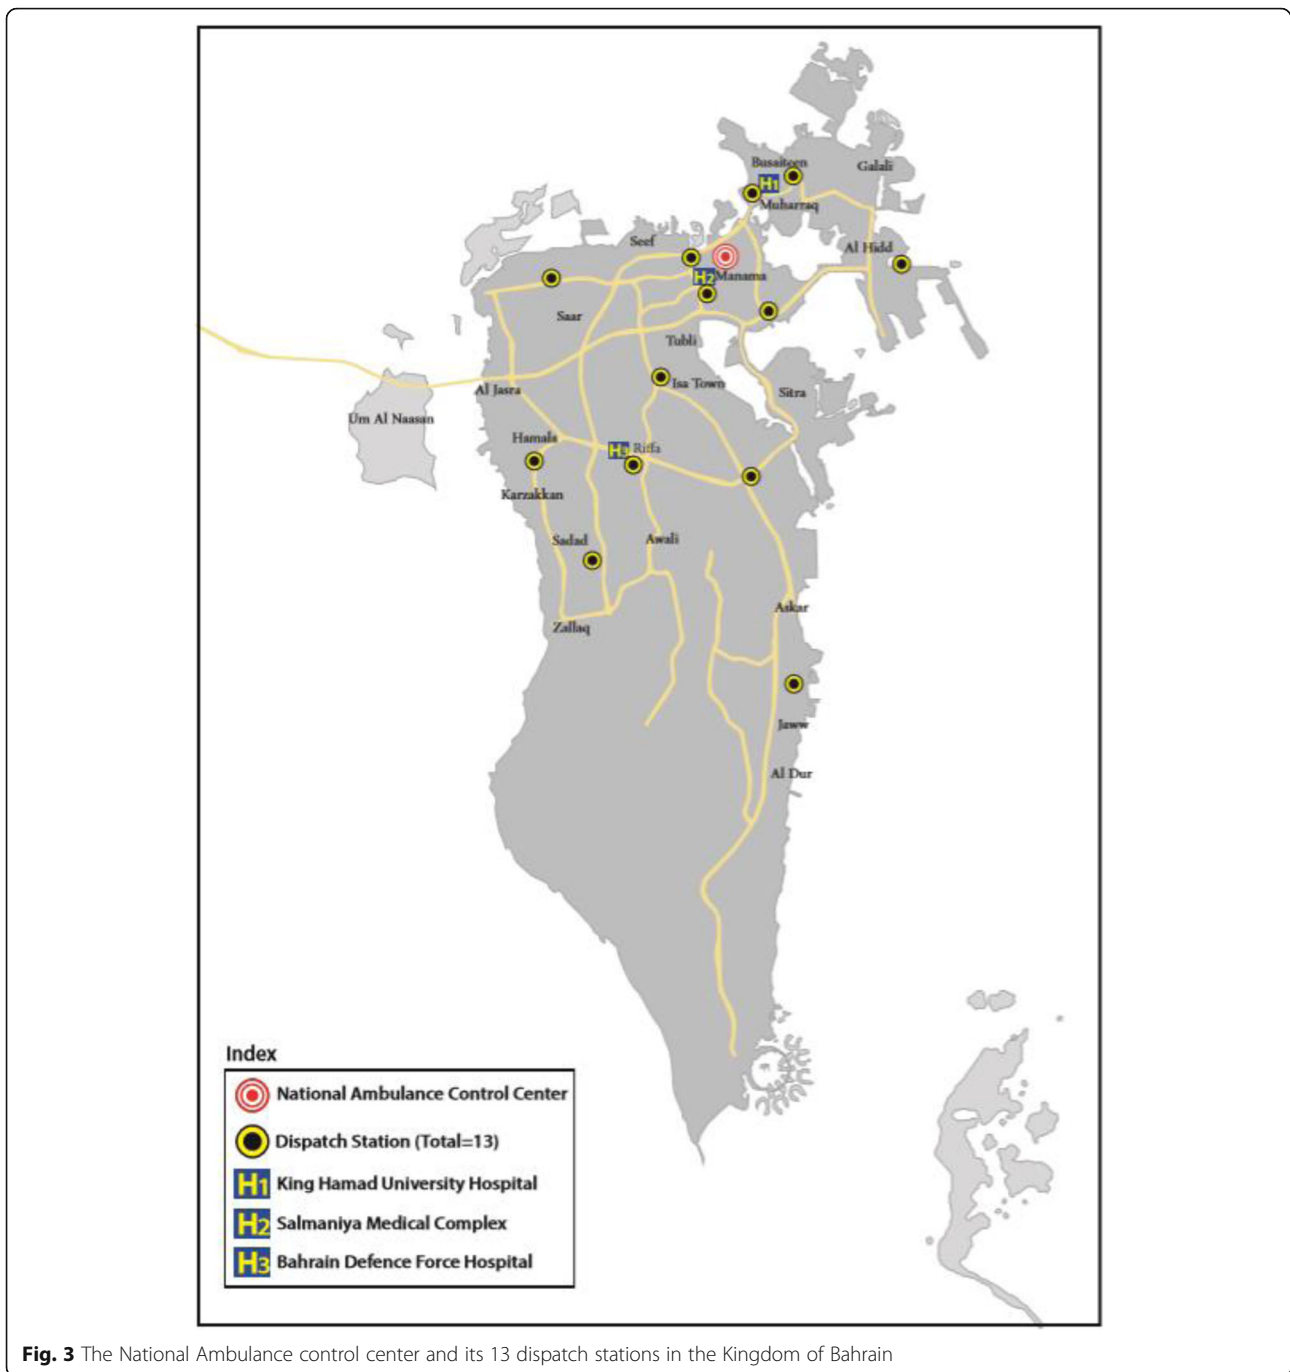 Busaiteen
Galali
H1
Muharraq
Seef
Al Hidd
H2
Manama
Saar
Tubli
Isa Town
Al Jasra
Sitra
Um Al Naasan
Hamala
H3
Riffa
Karzakkan
Sadad
Awali
Askar
Zallaq
Jaww
Al Dur
Index
National Ambulance Control Center
Dispatch Station (Total=13)
H1 King Hamad University Hospital
H2 Salmaniya Medical Complex
H3 Bahrain Defence Force Hospital
Fig. 3 The National Ambulance control center and its 13 dispatch stations in the Kingdom of Bahrain